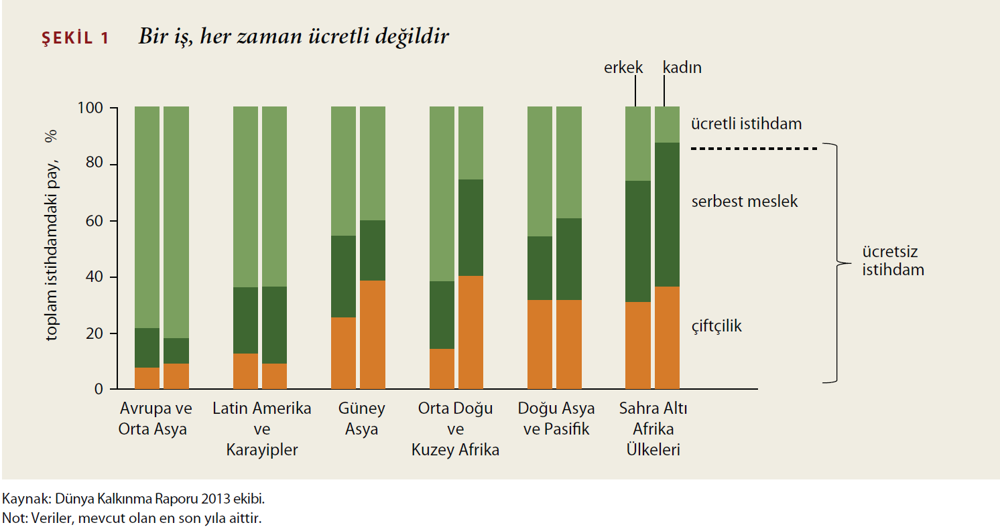 ŞEKİL 1 Bir iş, her zaman ücretli değildir
erkek kadın
toplam istihdamdaki pay, %
100
80
60
40
20
0
ücretli istihdam
serbest meslek
çiftçilik
ücretsiz
istihdam
Avrupa ve
Orta Asya
Latin Amerika
ve
Karayipler
Güney
Asya
Orta Doğu
ve
Kuzey Afrika
Doğu Asya
ve Pasifik
Sahra Altı
Afrika
Ülkeleri
Kaynak: Dünya Kalkınma Raporu 2013 ekibi.
Not: Veriler, mevcut olan en son yıla aittir.